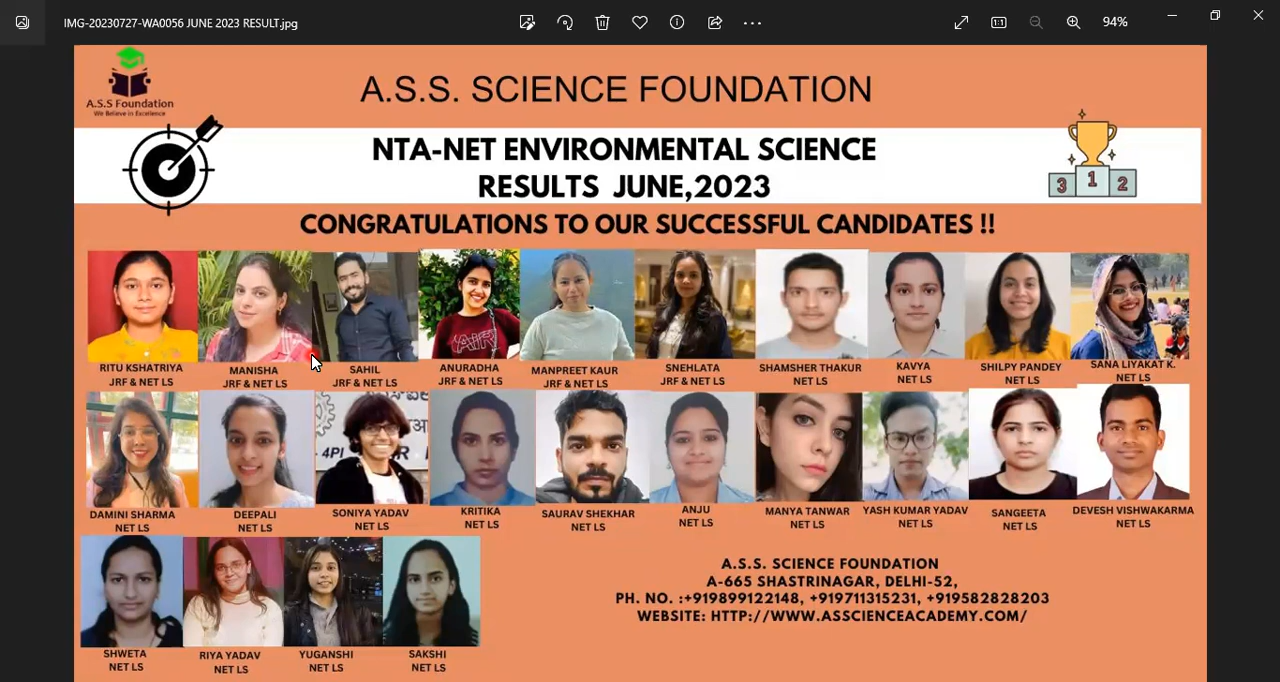 IMG-20230727-WA0056 JUNE 2023 RESULT.jpg
94%
A.S.S Foundation
We Believe in Excellence
A.S.S. SCIENCE FOUNDATION
NTA-NET ENVIRONMENTAL SCIENCE
RESULTS JUNE,2023
3 1 2
CONGRATULATIONS TO OUR SUCCESSFUL CANDIDATES !!
AIR
RITU KSHATRIYA
JRF & NET LS
MANISHA
JRF & NET LS
SAHIL
JRF & NET LS
ANURADHA
JRF & NET LS
MANPREET KAUR
JRF & NET LS
SNEHLATA
JRF & NET LS
SHAMSHER THAKUR
NET LS
KAVYA
NET LS
SHILPY PANDEY
NET LS
SANA LIYAKAT K.
NET LS
4PI
DAMINI SHARMA
NET LS
DEEPALI
NET LS
SONIYA YADAV
NET LS
KRITIKA
NET LS
SAURAV SHEKHAR
NET LS
ANJU
NET LS
MANYA TANWAR
NET LS
YASH KUMAR YADAV
NET LS
SANGEETA
NET LS
DEVESH VISHWAKARMA
NET LS
SHWETA
NET LS
RIYA YADAV
NET LS
YUGANSHI
NET LS
SAKSHI
NET LS
A.S.S. SCIENCE FOUNDATION
A-665 SHASTRINAGAR, DELHI-52,
PH. NO. :+919899122148, +919711315231, +919582828203
WEBSITE: HTTP://WWW.ASSCIENCEACADEMY.COM/